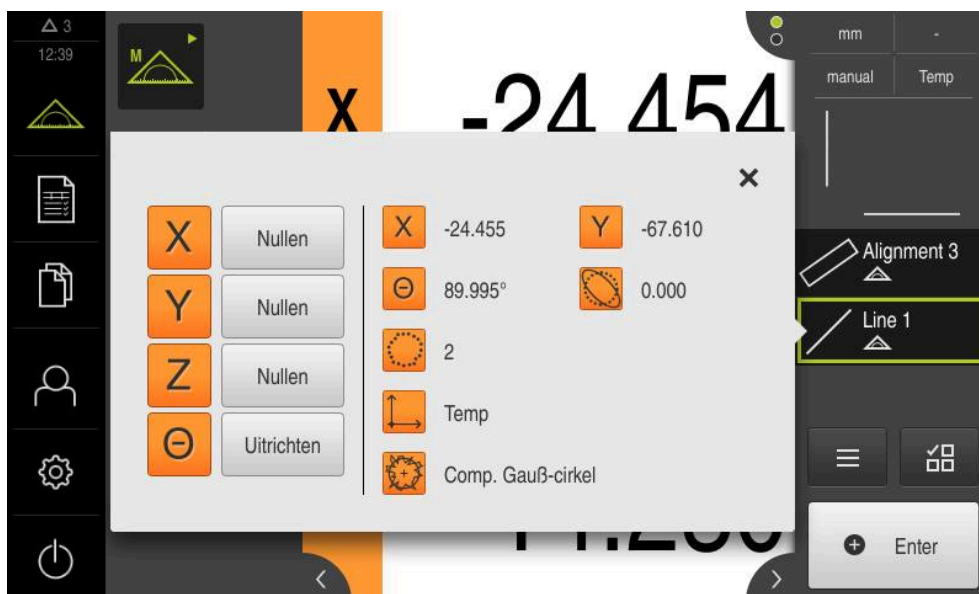 3
12:39
M
X
-24.454
mm
-
manual
Temp
X
Nullen
X
-24.455
Y
-67.610
Y
Nullen
Θ
89.995°
0.000
Z
Nullen
2
Θ
Uitrichten
Temp
Comp. Gauß-cirkel
Alignment 3
Line 1
Enter